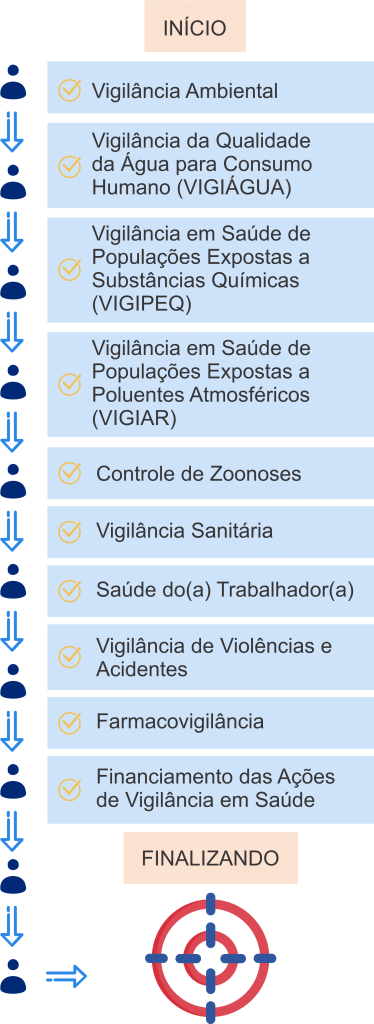 INÍCIO
Vigilância Ambiental
Vigilância da Qualidade
da Água para Consumo
Humano (VIGIÁGUA)
Vigilância em Saúde de
Populações Expostas a
Substâncias Químicas
(VIGIPEQ)
Vigilância em Saúde de
Populações Expostas a
Poluentes Atmosféricos
(VIGIAR)
Controle de Zoonoses
Vigilância Sanitária
Saúde do(a) Trabalhador(a)
Vigilância de Violências e
Acidentes
Farmacovigilância
Financiamento das Ações
de Vigilância em Saúde
FINALIZANDO